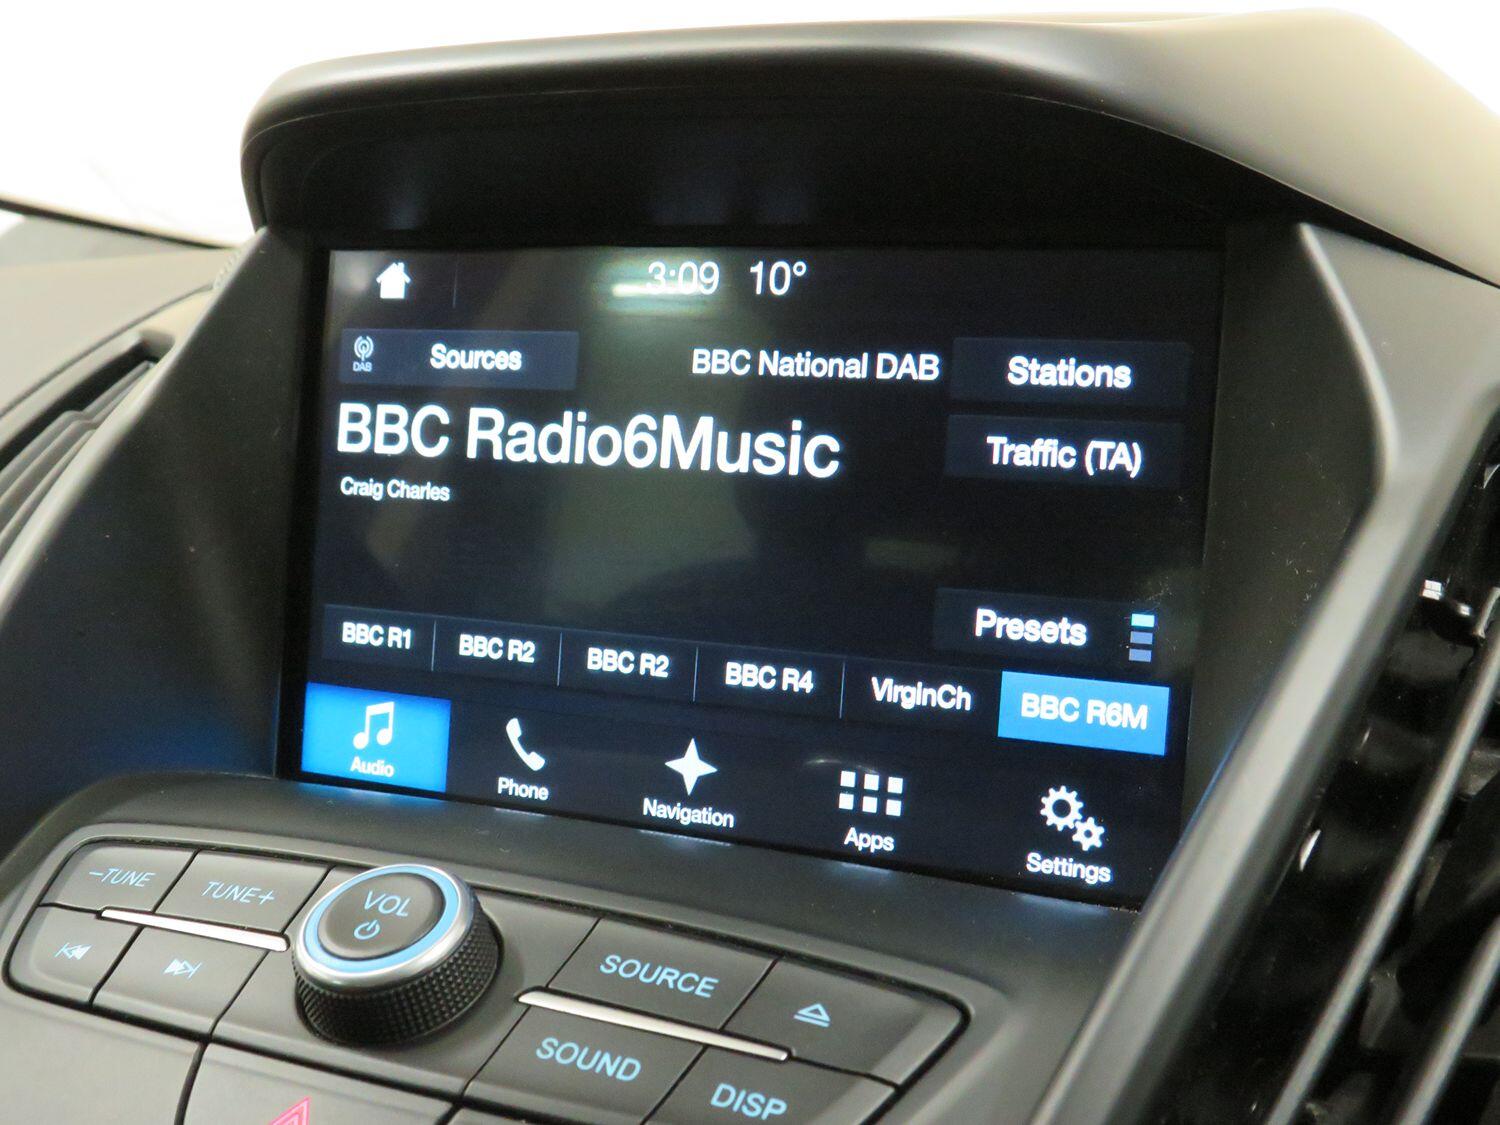 3:09 10°
DAB Sources BBC National DAB Stations
BBC Radio6Music Traffic (TA)
Craig Charles
Presets
BBC R1 BBC R2 BBC R2 BBC R4 VirginCh BBC R6M
Audio Phone Navigation Apps Settings
-TUNE TUNE+ VOL
SOURCE
SOUND DISP